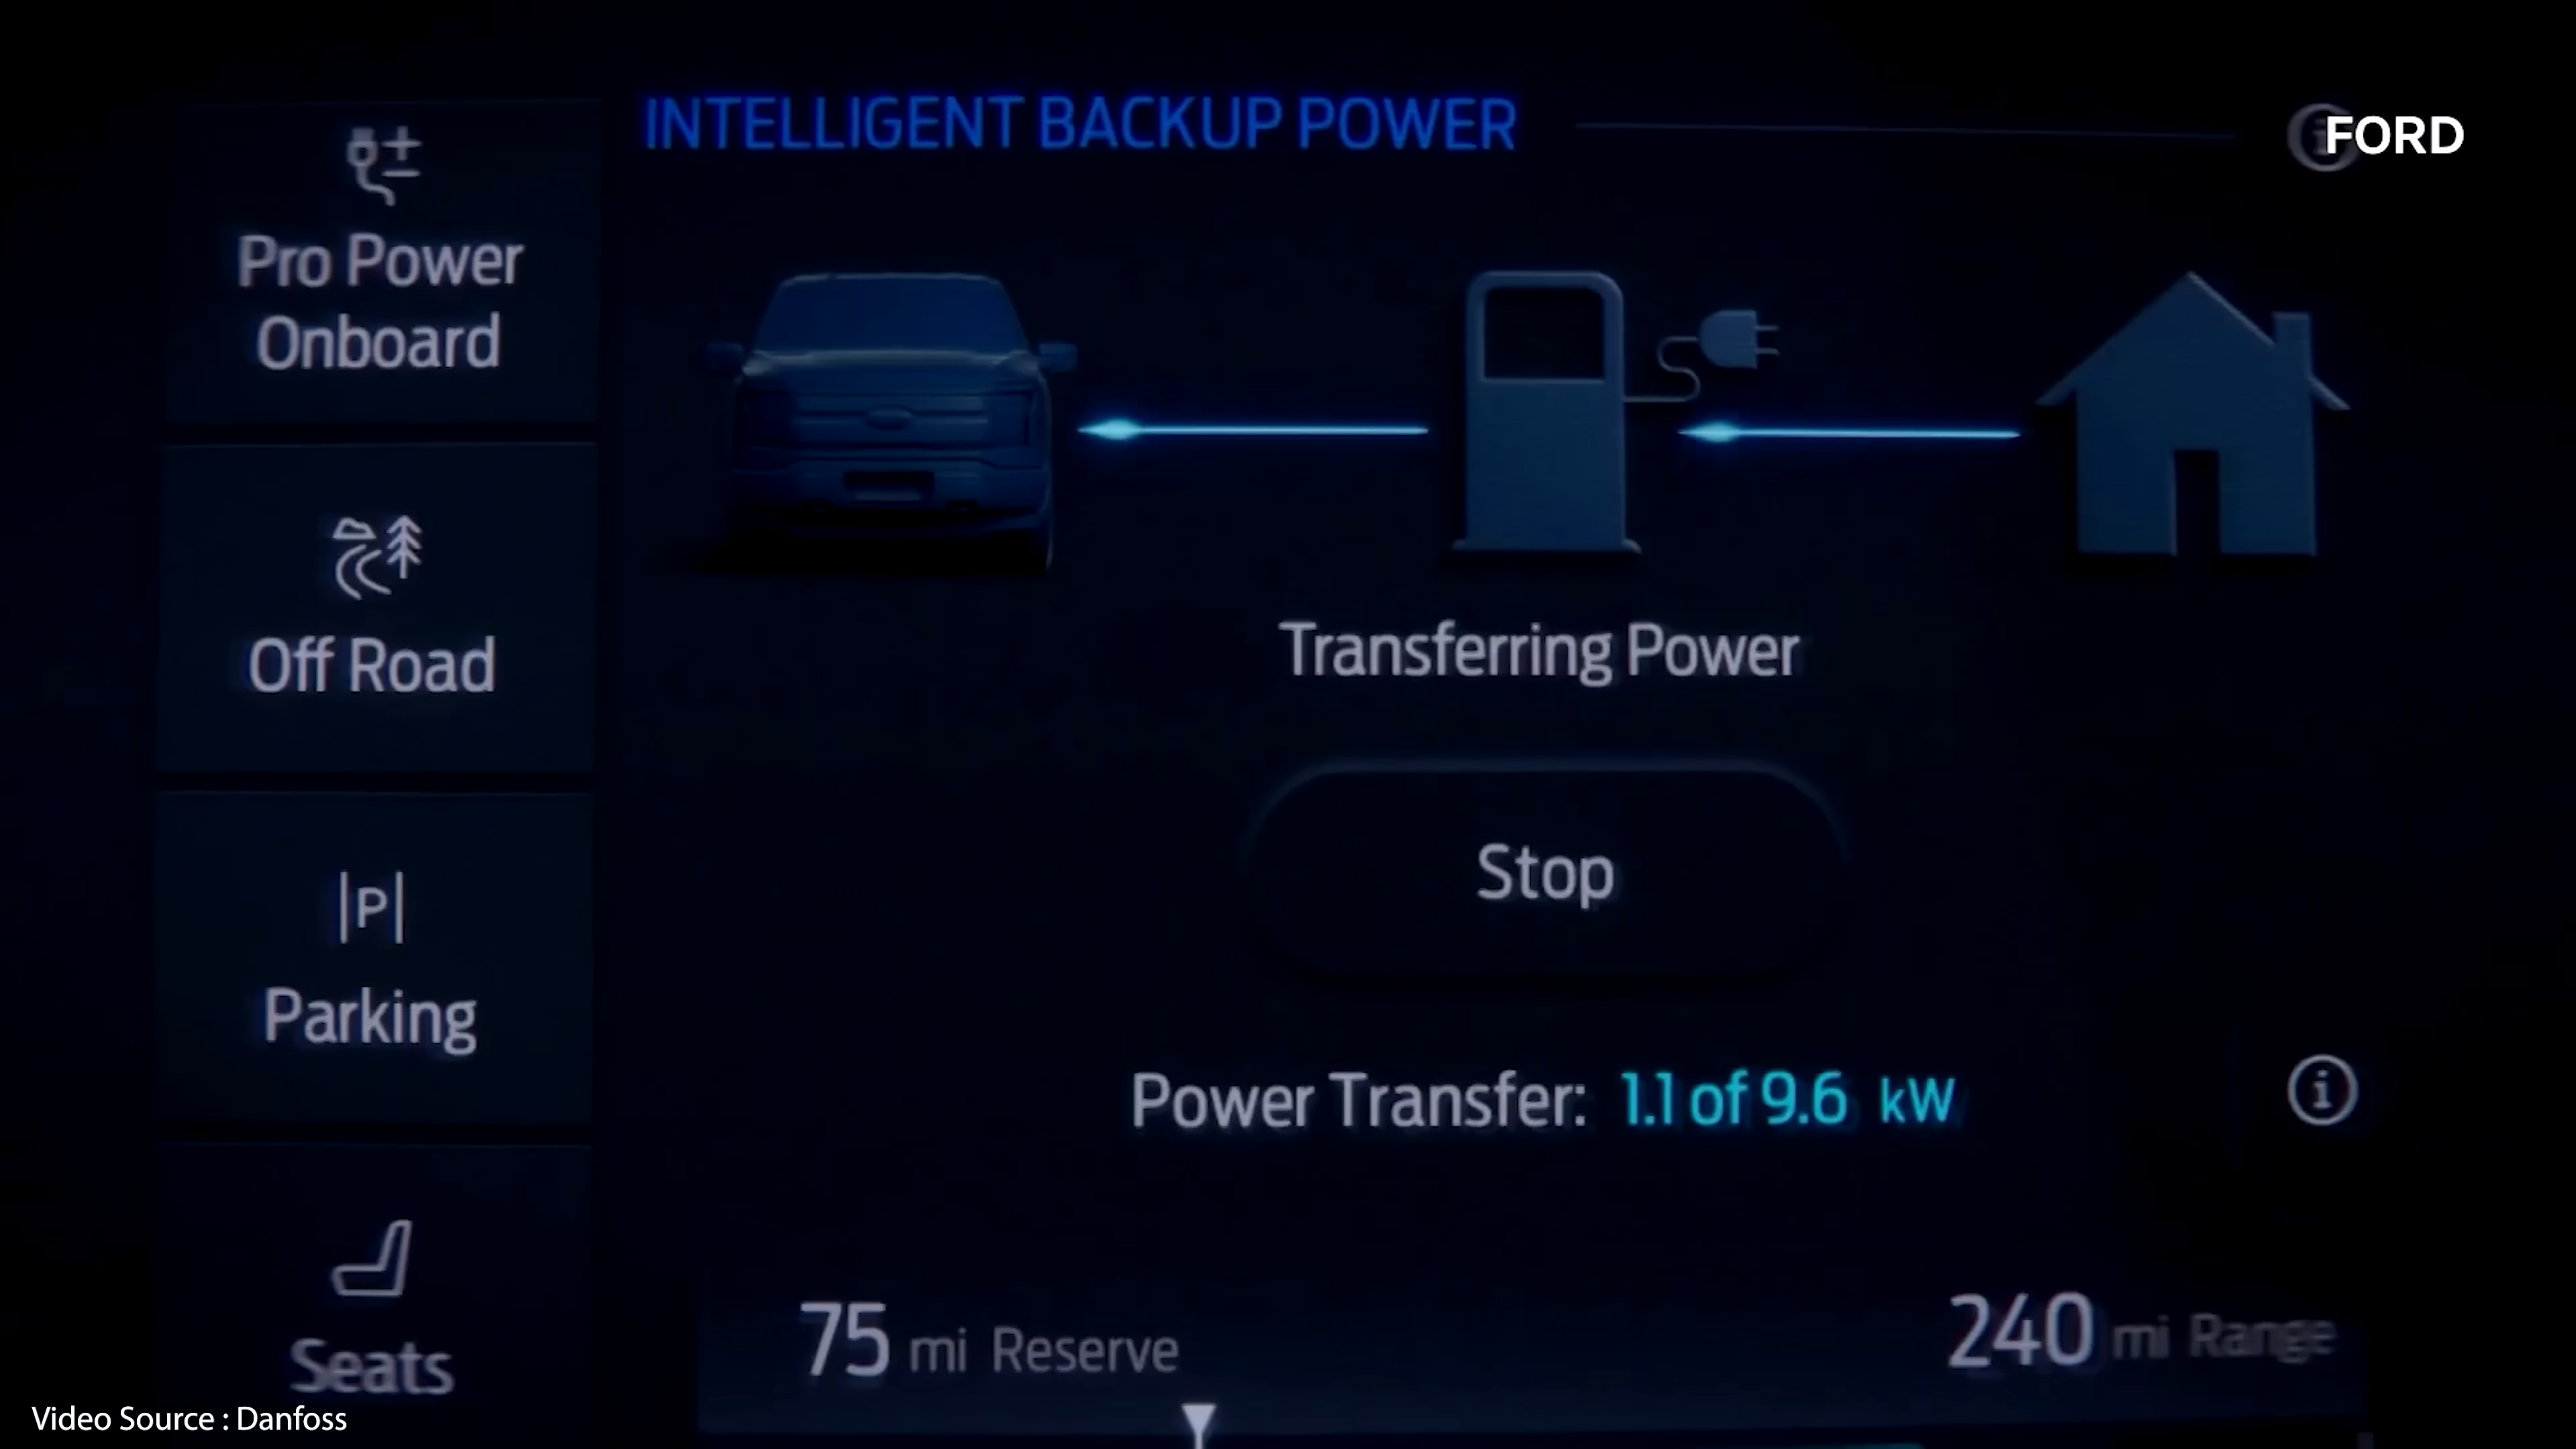 INTELLIGENT BACKUP POWER
FORD
Pro Power
Onboard
Off Road
Transferring Power
Stop
|P|
Parking
Power Transfer: 1.1 of 9.6 kW
i
75 mi Reserve
240 mi Range
Seats
Video Source : Danfoss